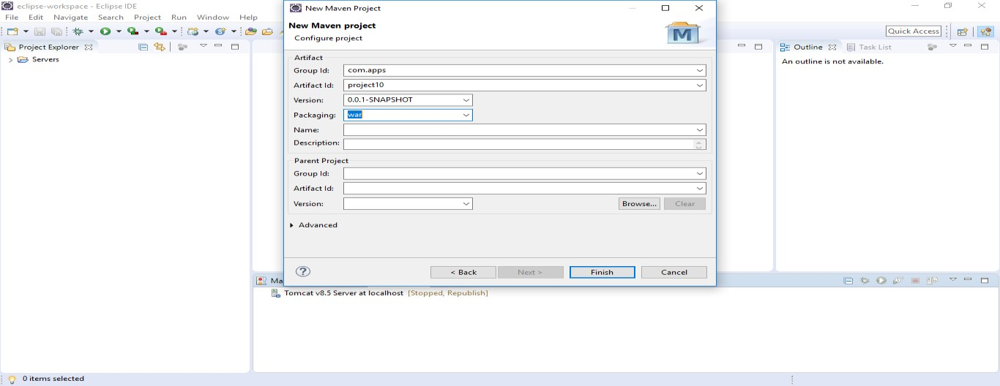 eclipse-workspace - Eclipse IDE
File Edit Navigate Search Project Run Window Help
Quick Access
Project Explorer
Servers
New Maven Project
New Maven project
Configure project
M
Artifact
Group Id: com.apps
Artifact Id: project10
Version: 0.0.1-SNAPSHOT
Packaging: war
Name:
Description:
Parent Project
Group Id:
Artifact Id:
Version:
Browse... Clear
Advanced
? < Back Next > Finish Cancel
Outline Task List
An outline is not available.
Ma
Tomcat v8.5 Server at localhost [Stopped, Republish]
0 items selected